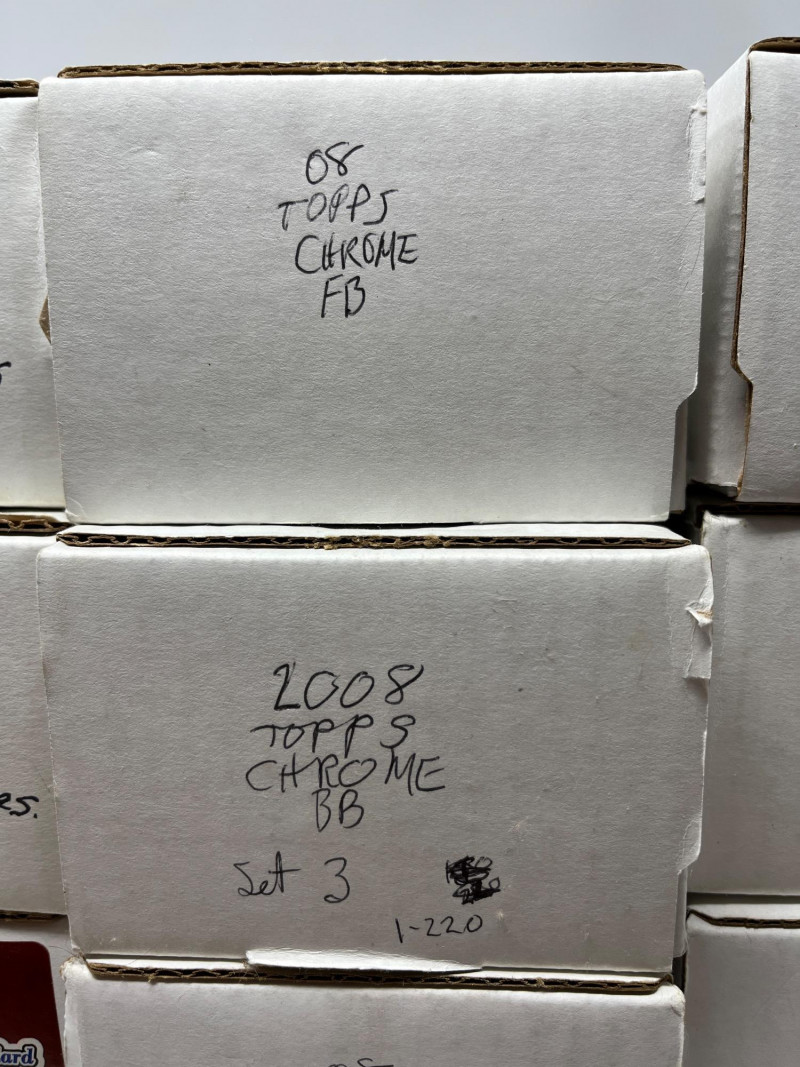 08
TOPPS
CHROME
FB
2008
TOPPS
CHROME
BB
Set 3
1-220